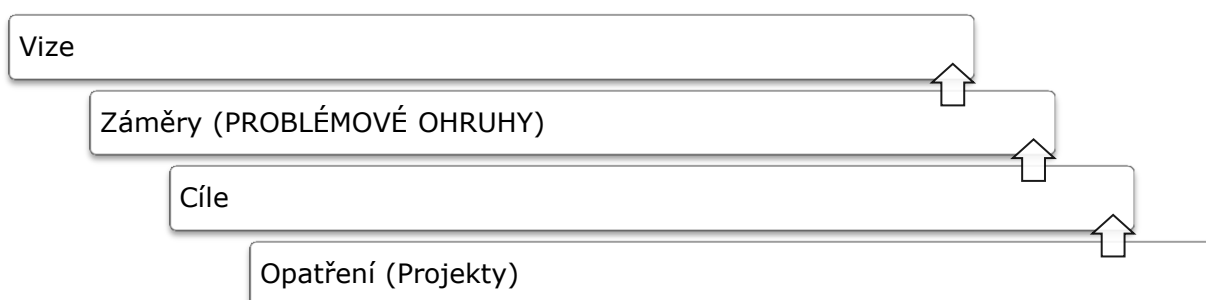 Vize
Záměry (PROBLÉMOVÉ OHRUHY)
Cíle
Opatření (Projekty)